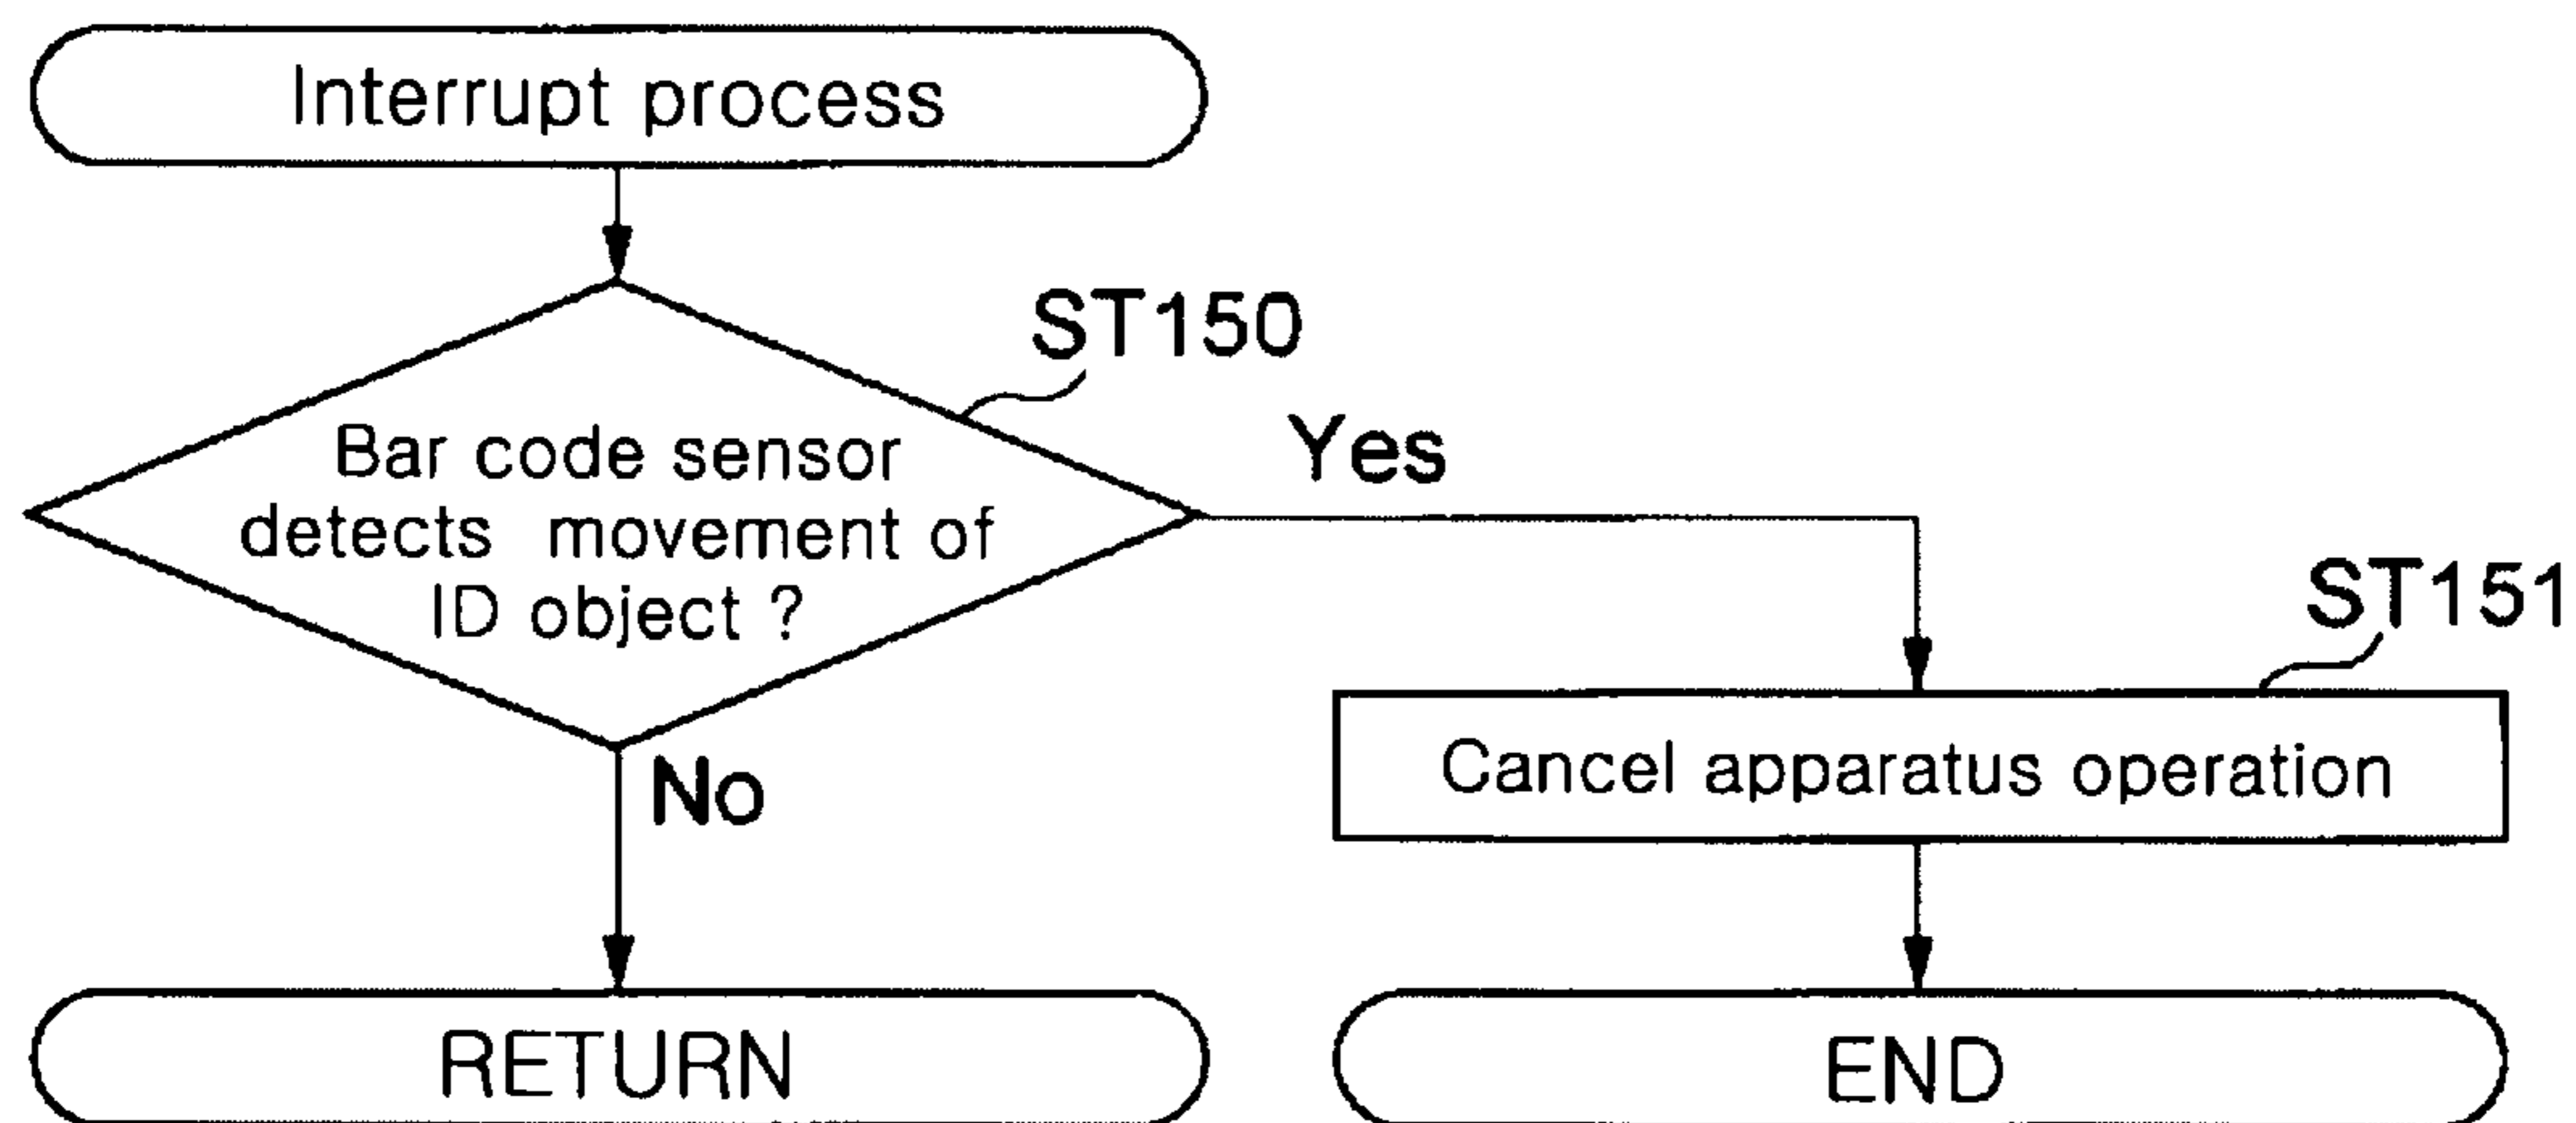 Interrupt process
ST150
Bar code sensor
detects movement of
ID object ?
Yes
No
ST151
Cancel apparatus operation
RETURN
END